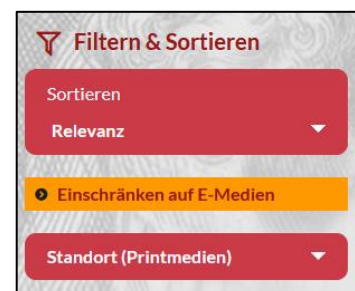 Filtern & Sortieren
Sortieren
Relevanz
Einschränken auf E-Medien
Standort (Printmedien)